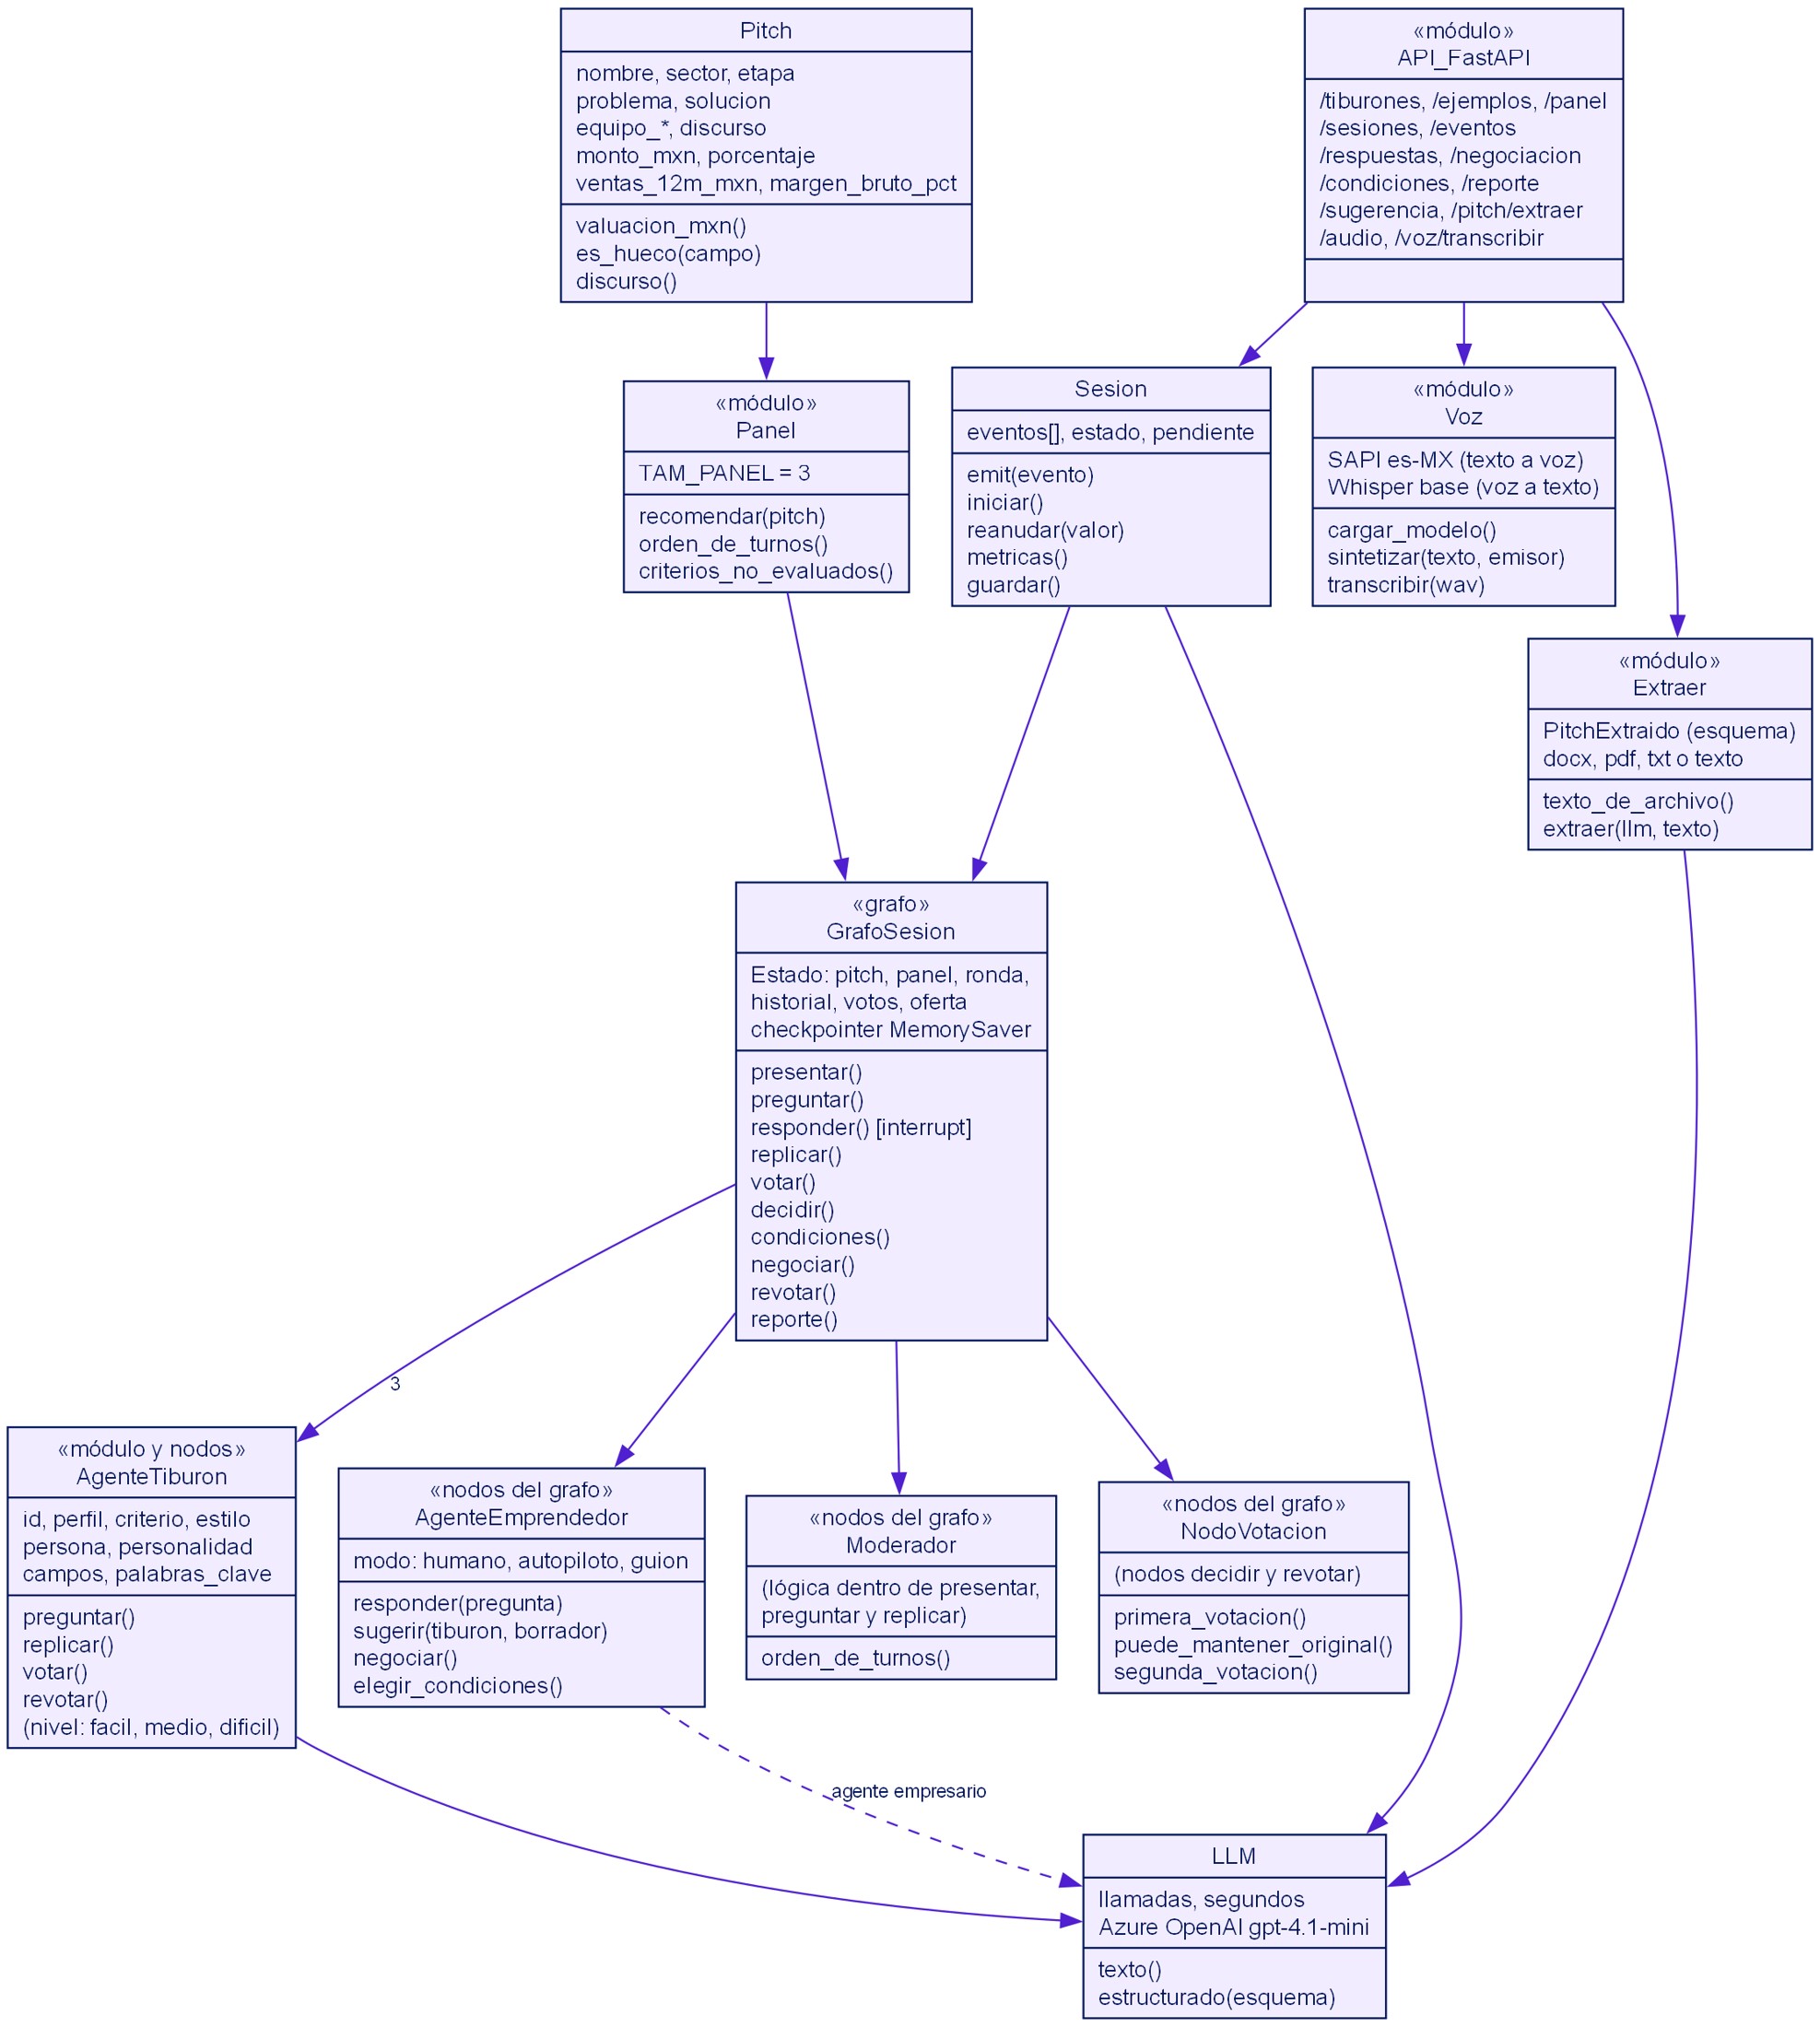 Pitch
nombre, sector, etapa
problema, solucion
equipo_*, discurso
monto_mxn, porcentaje
ventas_12m_mxn, margen_bruto_pct
valuacion_mxn()
es_hueco(campo)
discurso()
«módulo»
API_FastAPI
/tiburones, /ejemplos, /panel
/sesiones, /eventos
/respuestas, /negociacion
/condiciones, /reporte
/sugerencia, /pitch/extraer
/audio, /voz/transcribir
«módulo»
Panel
TAM_PANEL = 3
recomendar(pitch)
orden_de_turnos()
criterios_no_evaluados()
Sesion
eventos[], estado, pendiente
emit(evento)
iniciar()
reanudar(valor)
metricas()
guardar()
«módulo»
Voz
SAPI es-MX (texto a voz)
Whisper base (voz a texto)
cargar_modelo()
sintetizar(texto, emisor)
transcribir(wav)
«módulo»
Extraer
PitchExtraido (esquema)
docx, pdf, txt o texto
texto_de_archivo()
extraer(llm, texto)
«grafo»
GrafoSesion
Estado: pitch, panel, ronda,
historial, votos, oferta
checkpointer MemorySaver
presentar()
preguntar()
responder() [interrupt]
replicar()
votar()
decidir()
condiciones()
negociar()
revotar()
reporte()
3
«módulo y nodos»
AgenteTiburon
id, perfil, criterio, estilo
persona, personalidad
campos, palabras_clave
preguntar()
replicar()
votar()
revotar()
(nivel: facil, medio, dificil)
«nodos del grafo»
AgenteEmprendedor
modo: humano, autopiloto, guion
responder(pregunta)
sugerir(tiburon, borrador)
negociar()
elegir_condiciones()
«nodos del grafo»
Moderador
(lógica dentro de presentar,
preguntar y replicar)
orden_de_turnos()
«nodos del grafo»
NodoVotacion
(nodos decidir y revotar)
primera_votacion()
puede_mantener_original()
segunda_votacion()
agente empresario
LLM
llamadas, segundos
Azure OpenAI gpt-4.1-mini
texto()
estructurado(esquema)